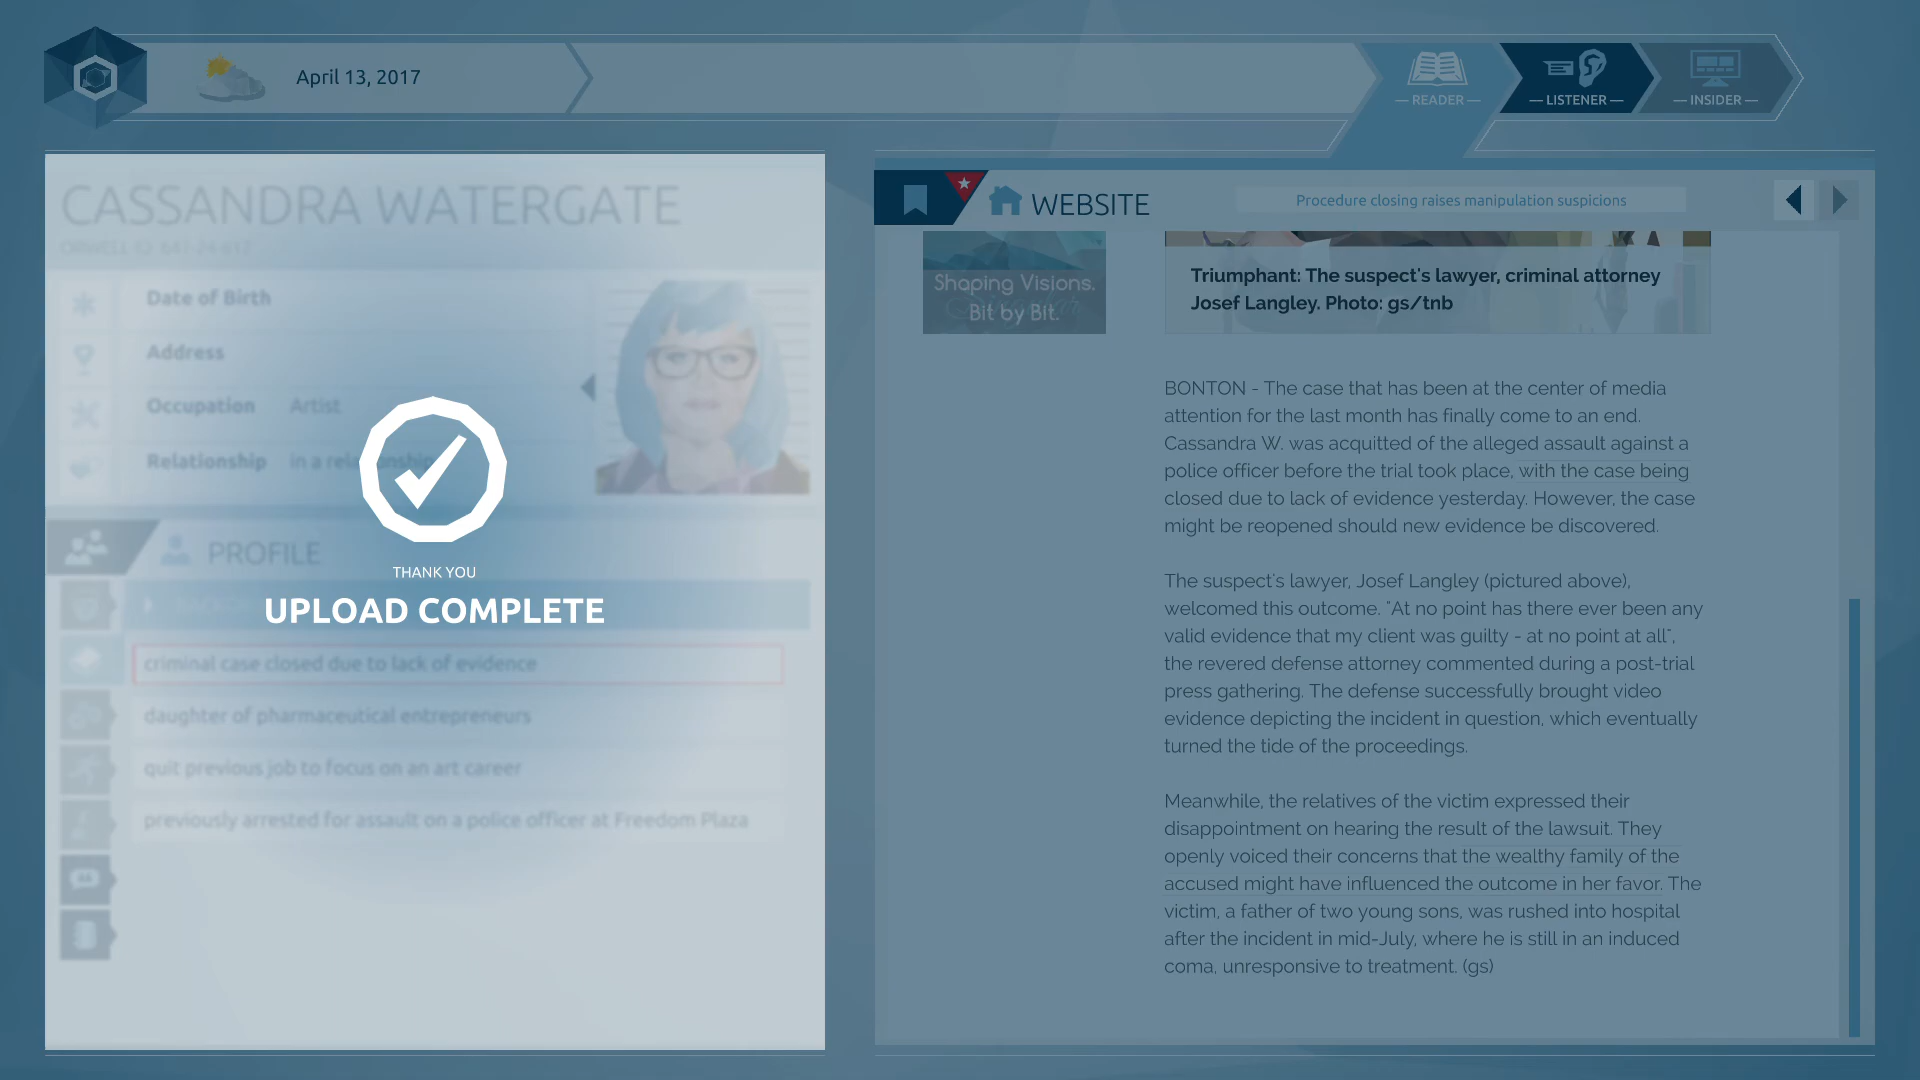 April 13, 2017
— READER —
— LISTENER —
— INSIDER —
CASSANDRA WATERGATE
Date of Birth
Address
Occupation Artist
Relationship in a relationship
PROFILE
THANK YOU
UPLOAD COMPLETE
criminal case closed due to lack of evidence
daughter of pharmaceutical entrepreneurs
quit previous job to focus on an art career
previously arrested for assault on a police officer at Freedom Plaza
WEBSITE
Procedure closing raises manipulation suspicions
Shaping Visions.
Bit by Bit.
Triumphant: The suspect's lawyer, criminal attorney
Josef Langley. Photo: gs/tnb
BONTON - The case that has been at the center of media
attention for the last month has finally come to an end.
Cassandra W. was acquitted of the alleged assault against a
police officer before the trial took place, with the case being
closed due to lack of evidence yesterday. However, the case
might be reopened should new evidence be discovered.
The suspect's lawyer, Josef Langley (pictured above),
welcomed this outcome. "At no point has there ever been any
valid evidence that my client was guilty - at no point at all",
the revered defense attorney commented during a post-trial
press gathering. The defense successfully brought video
evidence depicting the incident in question, which eventually
turned the tide of the proceedings.
Meanwhile, the relatives of the victim expressed their
disappointment on hearing the result of the lawsuit. They
openly voiced their concerns that the wealthy family of the
accused might have influenced the outcome in her favor. The
victim, a father of two young sons, was rushed into hospital
after the incident in mid-July, where he is still in an induced
coma, unresponsive to treatment. (gs)